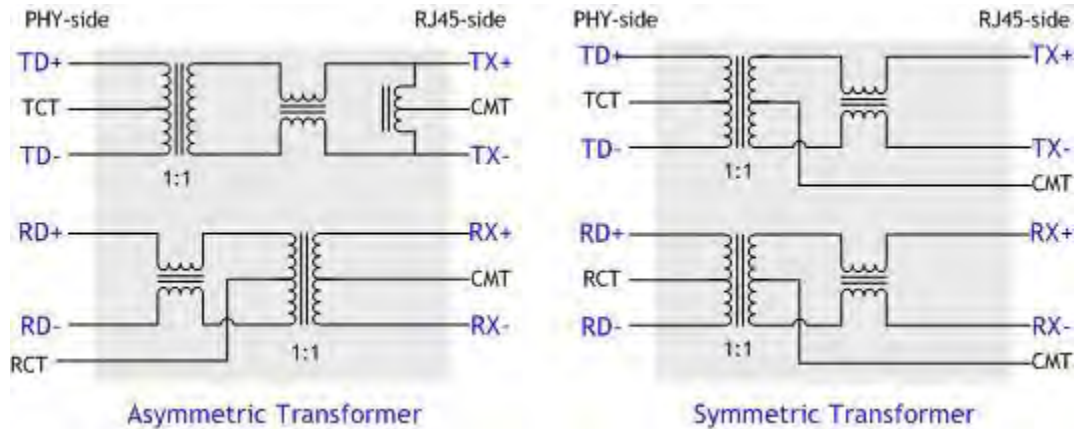 PHY-side RJ45-side
TD+ TX+
TCT CMT
TD- TX-
1:1
RD+ RX+
CMT
RD- RX-
RCT 1:1
Asymmetric Transformer
PHY-side RJ45-side
TD+ TX+
TCT
TD- TX-
1:1 CMT
RD+ RX+
RCT
RD- RX-
1:1 CMT
Symmetric Transformer